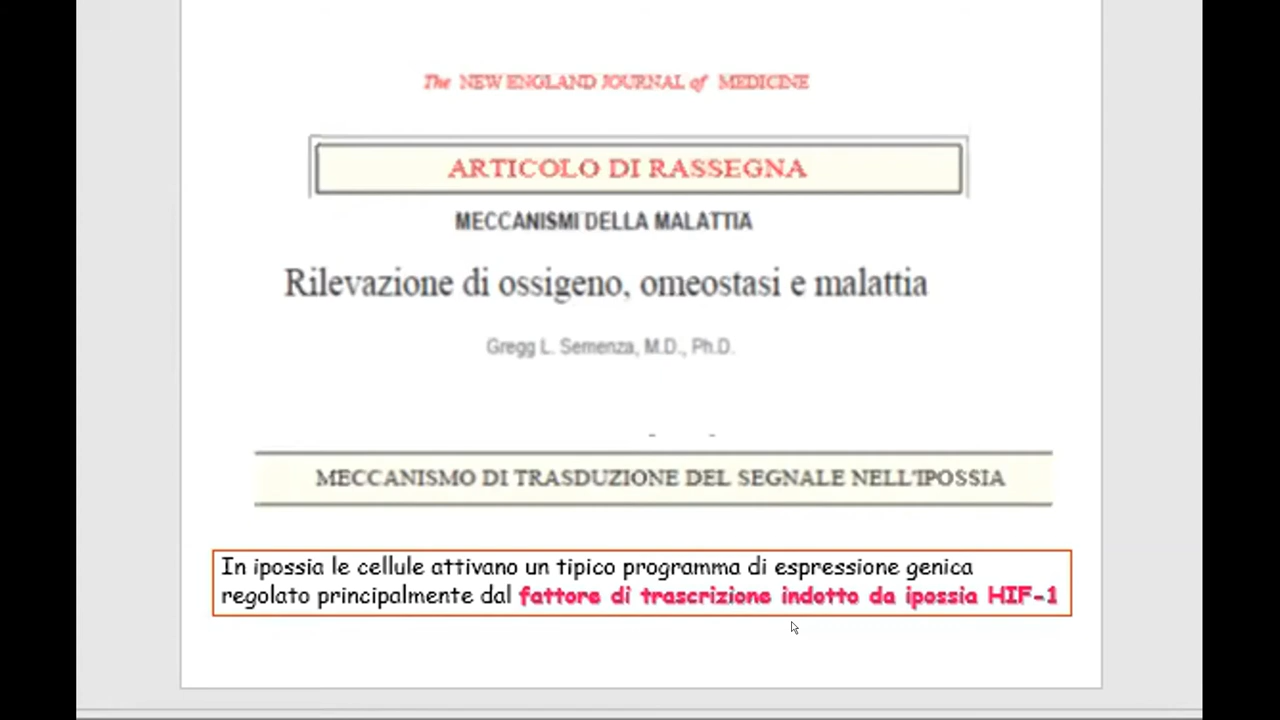 The NEW ENGLAND JOURNAL of MEDICINE
ARTICOLO DI RASSEGNA
MECCANISMI DELLA MALATTIA
Rilevazione di ossigeno, omeostasi e malattia
Gregg L. Semenza, M.D., Ph.D.
MECCANISMO DI TRASDUZIONE DEL SEGNALE NELL'IPOSSIA
In ipossia le cellule attivano un tipico programma di espressione genica
regolato principalmente dal fattore di trascrizione indotto da ipossia HIF-1